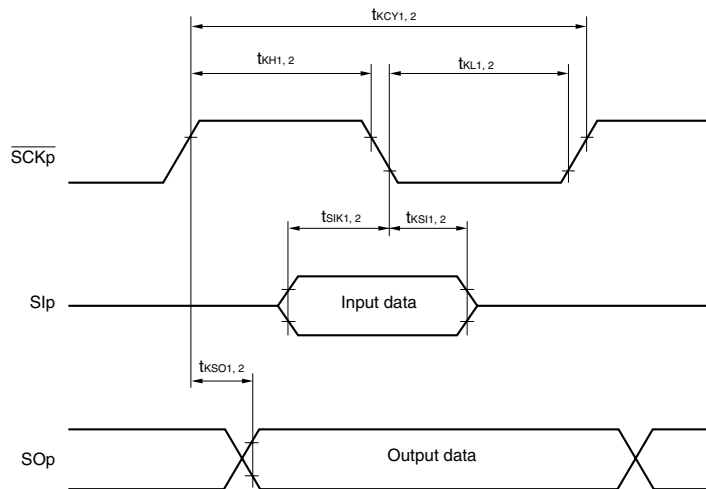 tKCY1, 2
tKH1, 2
tKL1, 2
SCKp
tSIK1, 2
tKSI1, 2
SIp
Input data
tKSO1, 2
SOp
Output data